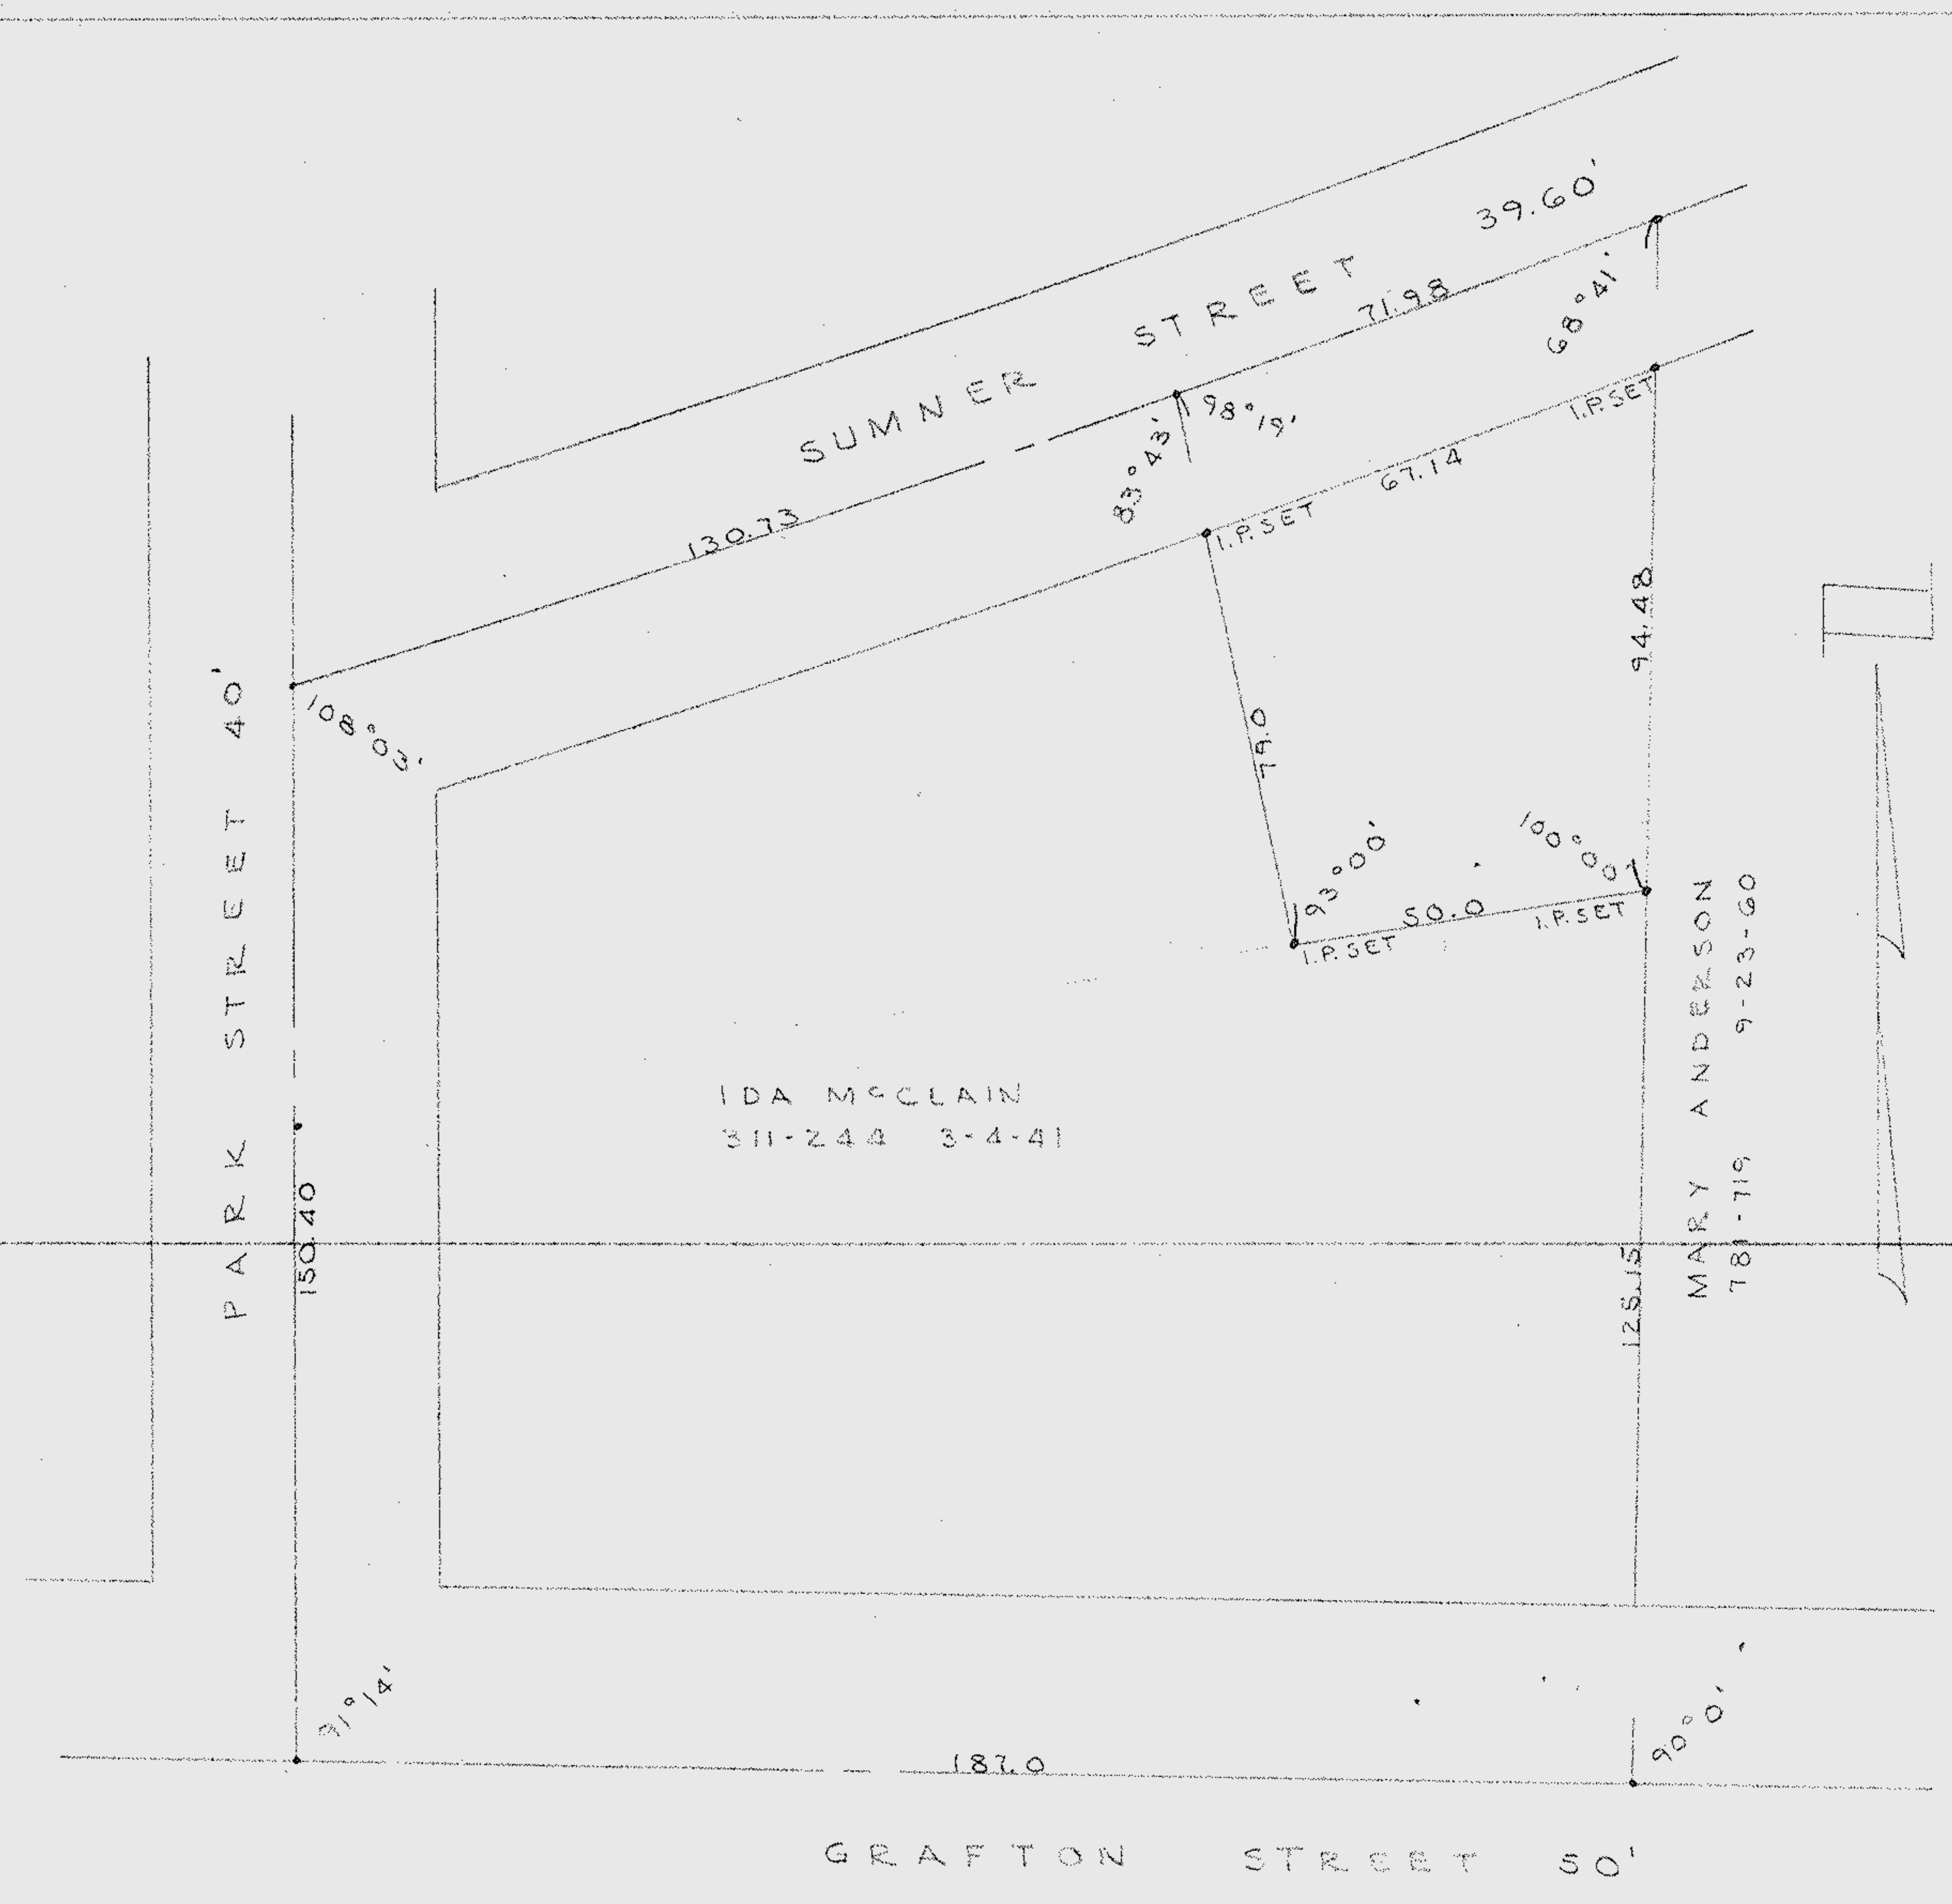 39.60'
SUMNER STREET
71.98
68°41'
98°19'
83°43'
I.P. SET
67.14
I.P. SET
130.73
108°03'
PARK STREET 40'
79.0
94.48
93°00'
100°00'
50.0
I.P. SET
I.P. SET
IDA McCLAIN
311-244 3-4-41
MARY ANDERSON
781-719 9-23-60
150.40
125.15
91°14'
187.0
90°0'
GRAFTON STREET 50'